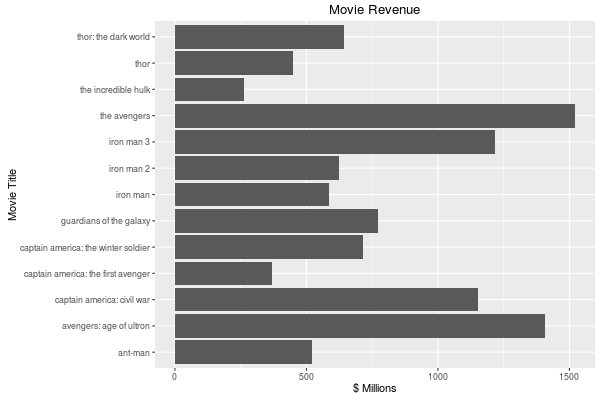 Movie Revenue
Movie Title
thor: the dark world
thor
the incredible hulk
the avengers
iron man 3
iron man 2
iron man
guardians of the galaxy
captain america: the winter soldier
captain america: the first avenger
captain america: civil war
avengers: age of ultron
ant-man
0 500 1000 1500
$ Millions